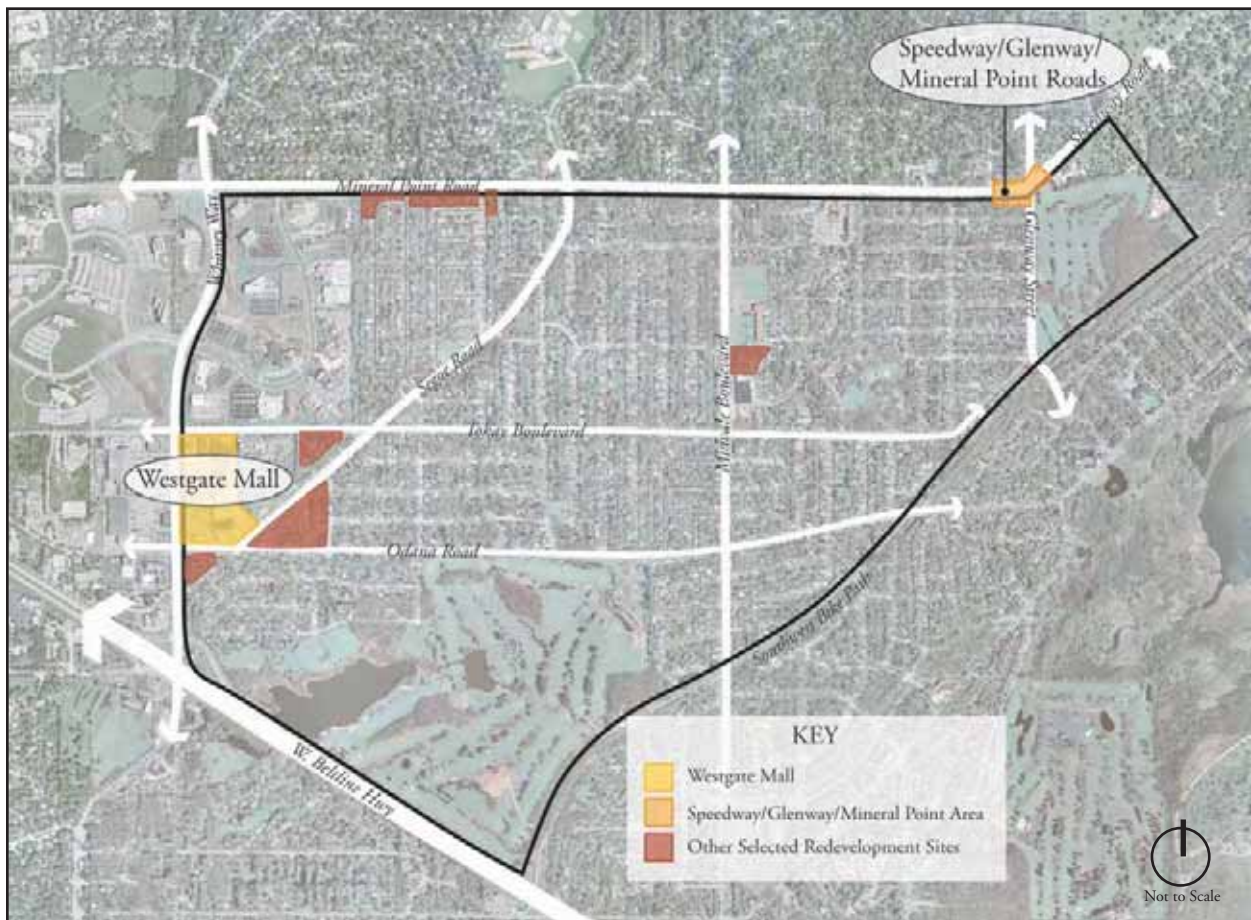 Speedway/Glenway/
Mineral Point Roads
Speedway Road
Mineral Point Road
Whitney Way
Glenway Street
Segoe Road
Midvale Boulevard
Tokay Boulevard
Westgate Mall
Odana Road
Southwest Bike Path
W. Beltline Hwy
KEY
Westgate Mall
Speedway/Glenway/Mineral Point Area
Other Selected Redevelopment Sites
Not to Scale